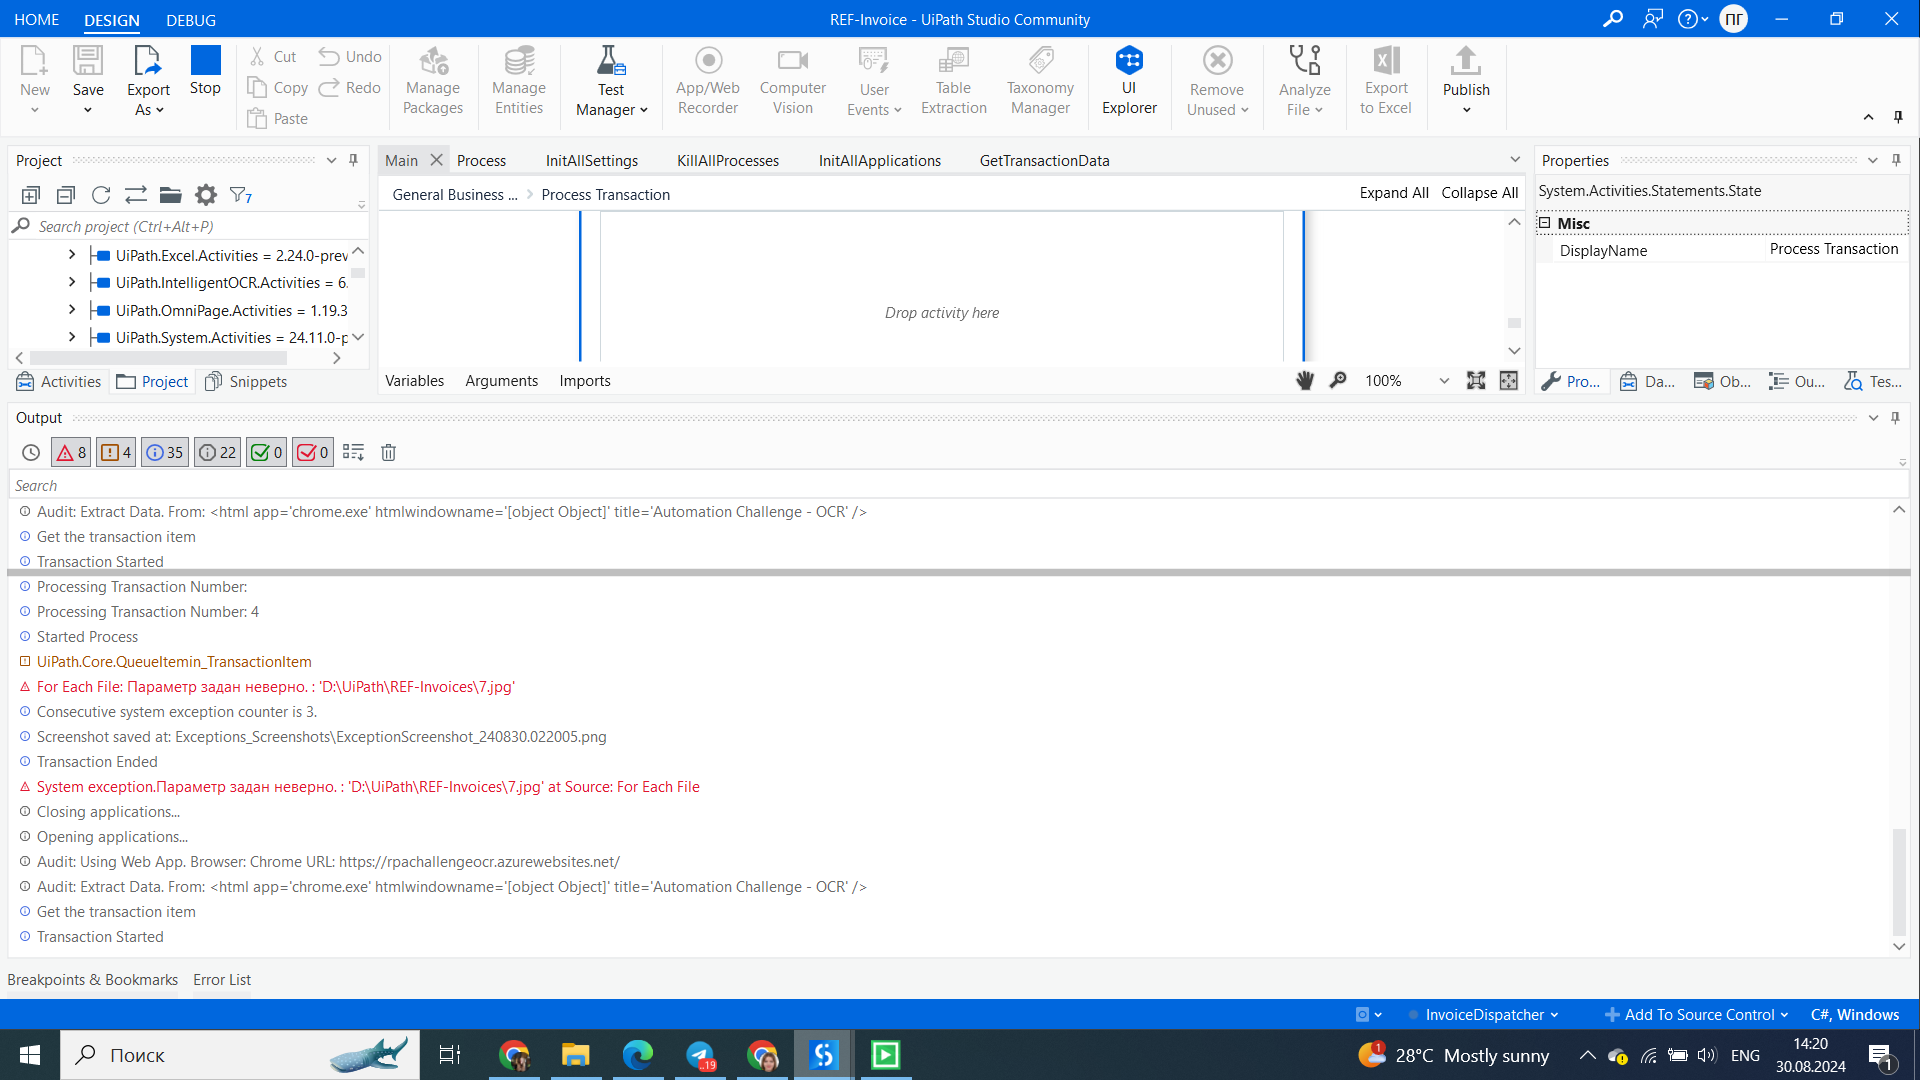 HOME DESIGN DEBUG
REF-Invoice - UiPath Studio Community
ПГ
New
Save
Export As
Stop
Cut
Copy
Paste
Undo
Redo
Manage Packages
Manage Entities
Test Manager
App/Web Recorder
Computer Vision
User Events
Table Extraction
Taxonomy Manager
UI Explorer
Remove Unused
Analyze File
Export to Excel
Publish
Project
7
Search project (Ctrl+Alt+P)
UiPath.Excel.Activities = 2.24.0-prev
UiPath.IntelligentOCR.Activities = 6.
UiPath.OmniPage.Activities = 1.19.3
UiPath.System.Activities = 24.11.0-p
Activities Project Snippets
Main Process InitAllSettings KillAllProcesses InitAllApplications GetTransactionData
General Business ... Process Transaction
Expand All Collapse All
Drop activity here
Variables Arguments Imports
100%
Properties
System.Activities.Statements.State
Misc
DisplayName Process Transaction
Pro... Da... Ob... Ou... Tes...
Output
8 4 35 22 0 0
Search
Audit: Extract Data. From: <html app='chrome.exe' htmlwindowname='[object Object]' title='Automation Challenge - OCR' />
Get the transaction item
Transaction Started
Processing Transaction Number:
Processing Transaction Number: 4
Started Process
UiPath.Core.QueueItemin_TransactionItem
For Each File: Параметр задан неверно. : 'D:\UiPath\REF-Invoices\7.jpg'
Consecutive system exception counter is 3.
Screenshot saved at: Exceptions_Screenshots\ExceptionScreenshot_240830.022005.png
Transaction Ended
System exception.Параметр задан неверно. : 'D:\UiPath\REF-Invoices\7.jpg' at Source: For Each File
Closing applications...
Opening applications...
Audit: Using Web App. Browser: Chrome URL: https://rpachallengeocr.azurewebsites.net/
Audit: Extract Data. From: <html app='chrome.exe' htmlwindowname='[object Object]' title='Automation Challenge - OCR' />
Get the transaction item
Transaction Started
Breakpoints & Bookmarks Error List
InvoiceDispatcher Add To Source Control C#, Windows
Поиск
..19
1
28°C Mostly sunny
ENG
14:20
30.08.2024
1